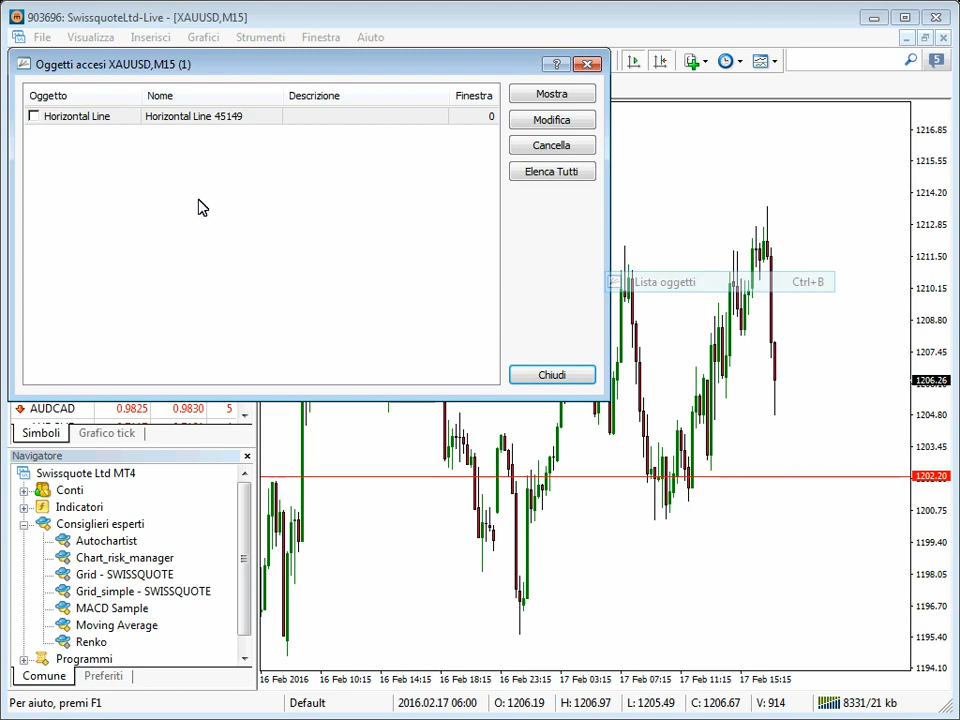 903696: SwissquoteLtd-Live - [XAUUSD,M15]
File Visualizza Inserisci Grafici Strumenti Finestra Aiuto
Oggetti accesi XAUUSD,M15 (1)
5
Oggetto Nome Descrizione Finestra
Horizontal Line Horizontal Line 45149 0
Mostra
Modifica
Cancella
Elenca Tutti
Chiudi
Lista oggetti Ctrl+B
1216.85
1215.55
1214.20
1212.85
1211.50
1210.15
1208.80
1207.45
1206.26
1204.80
1203.45
1202.20
1200.75
1199.40
1198.05
1196.70
1195.40
1194.10
AUDCAD 0.9825 0.9830 5
Simboli Grafico tick
Navigatore
Swissquote Ltd MT4
Conti
Indicatori
Consiglieri esperti
Autochartist
Chart_risk_manager
Grid - SWISSQUOTE
Grid_simple - SWISSQUOTE
MACD Sample
Moving Average
Renko
Programmi
Comune Preferiti
16 Feb 2016 16 Feb 10:15 16 Feb 14:15 16 Feb 18:15 16 Feb 23:15 17 Feb 03:15 17 Feb 07:15 17 Feb 11:15 17 Feb 15:15
Per aiuto, premi F1 Default 2016.02.17 06:00 O: 1206.19 H: 1206.97 L: 1205.49 C: 1206.67 V: 914 8331/21 kb